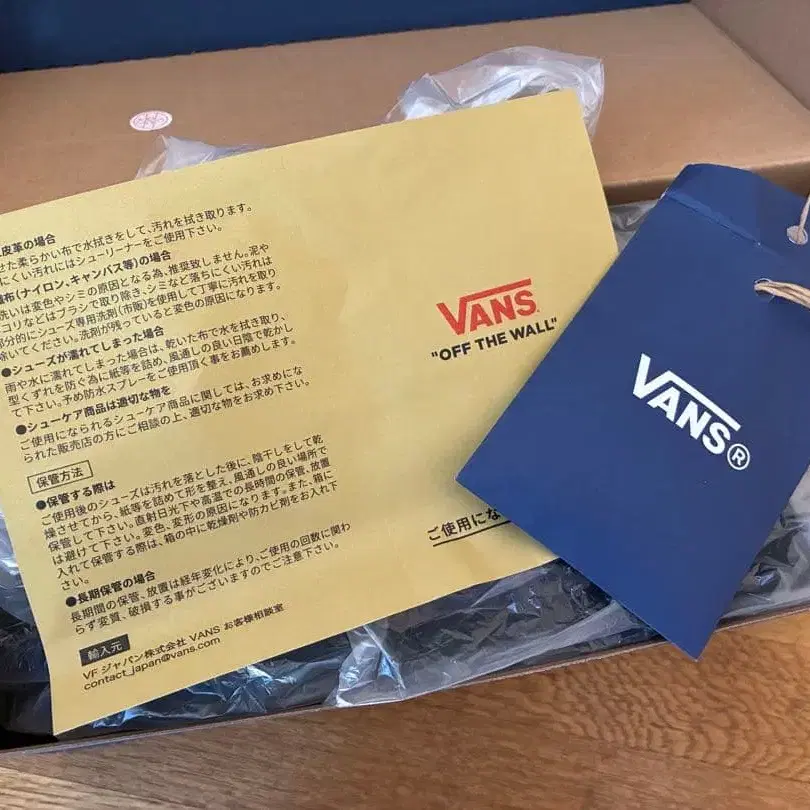 皮革の場合
せた柔らかい布で水拭きをして、汚れを拭き取ります。
にくい汚れにはシューリーナーをご使用下さい。
布(ナイロン、キャンバス等)の場合
洗いは変色やシミの原因となる為、推奨致しません。泥や
コリなどはブラシで取り除き、シミなど落ちにくい汚れは
部分的にシューズ専用洗剤(市販)を使用して丁寧に汚れを取り
除いてください。洗剤が残っていると変色の原因になります。
●シューズが濡れてしまった場合
雨や水に濡れてしまった場合は、乾いた布で水を拭き取り、
型くずれを防ぐ為に紙等を詰め、風通しの良い日陰で乾かし
て下さい。予め防水スプレーをご使用頂く事をお薦めします。
●シューケア商品は適切な物を
ご使用になられるシューケア商品に関しては、お求めにな
られた販売店の方にご相談の上、適切な物をお求め下さい。
保管方法
●保管する際は
ご使用後のシューズは汚れを落とした後に、陰干しをして乾
燥させてから、紙等を詰めて形を整え、風通しの良い場所で
保管して下さい。直射日光下や高温での長時間の保管、放置
は避けて下さい。変色、変形の原因になります。また、箱に
入れて保管する際は、箱の中に乾燥剤や防カビ剤をお入れ下
さい。
●長期保管の場合
長期間の保管、放置は経年変化により、ご使用の回数に関わ
らず変質、破損する事がございますのでご注意下さい。
輸入元
VF ジャパン株式会社 VANS お客様相談室
contact_japan@vans.com
VANS
"OFF THE WALL"
ご使用にな
VANS®